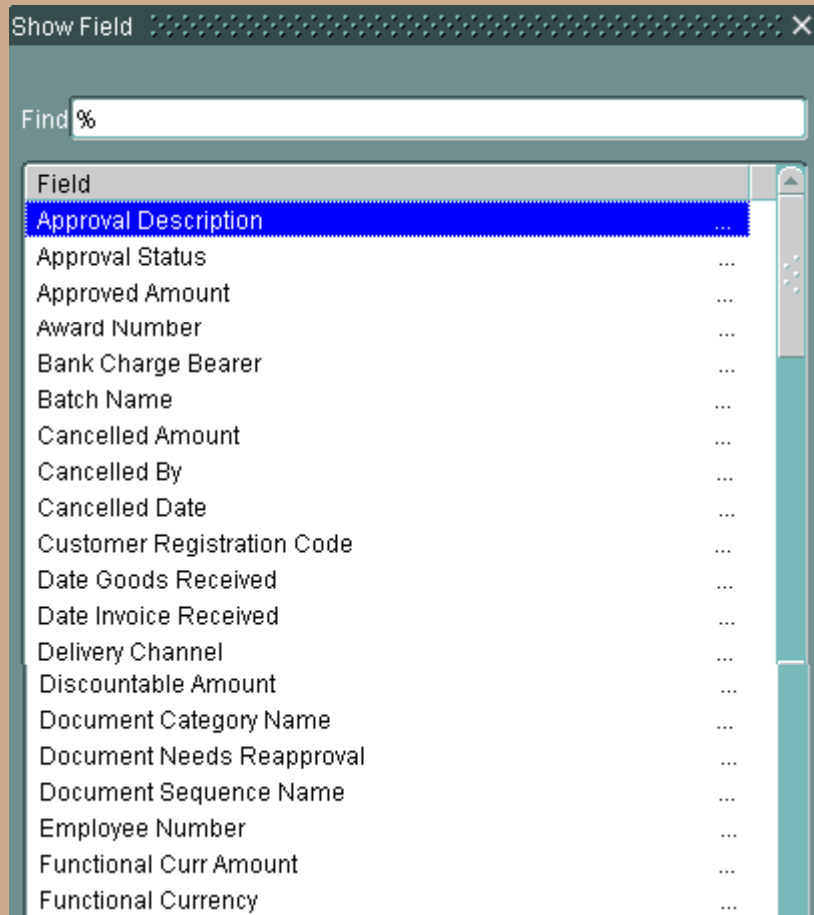 Show Field
Find %
Field
Approval Description ...
Approval Status ...
Approved Amount ...
Award Number ...
Bank Charge Bearer ...
Batch Name ...
Cancelled Amount ...
Cancelled By ...
Cancelled Date ...
Customer Registration Code ...
Date Goods Received ...
Date Invoice Received ...
Delivery Channel ...
Discountable Amount ...
Document Category Name ...
Document Needs Reapproval ...
Document Sequence Name ...
Employee Number ...
Functional Curr Amount ...
Functional Currency ...